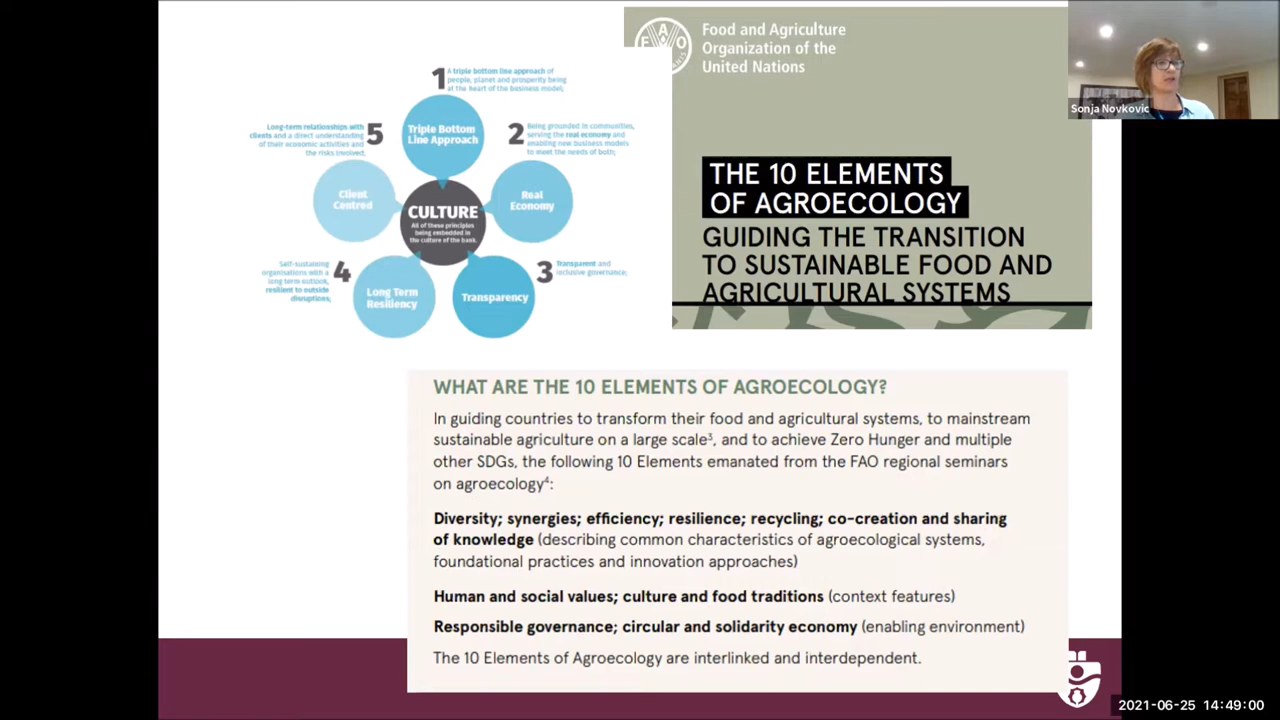 1
A triple bottom line approach of
people, planet and prosperity being
at the heart of the business model;
Triple Bottom
Line Approach
2
Being grounded in communities,
serving the real economy and
enabling new business models
to meet the needs of both;
Real
Economy
3
Transparent and
inclusive governance;
Transparency
4
Self-sustaining
organisations with a
long term outlook,
resilient to outside
disruptions,
Long Term
Resiliency
5
Long-term relationships with
clients and a direct understanding
of their economic activities and
the risks involved;
Client
Centred
CULTURE
All of these principles
being embedded in
the culture of the bank.
Food and Agriculture
Organization of the
United Nations
THE 10 ELEMENTS
OF AGROECOLOGY
GUIDING THE TRANSITION
TO SUSTAINABLE FOOD AND
AGRICULTURAL SYSTEMS
Sonja Novkovic
WHAT ARE THE 10 ELEMENTS OF AGROECOLOGY?
In guiding countries to transform their food and agricultural systems, to mainstream
sustainable agriculture on a large scale³, and to achieve Zero Hunger and multiple
other SDGs, the following 10 Elements emanated from the FAO regional seminars
on agroecology⁴:
Diversity; synergies; efficiency; resilience; recycling; co-creation and sharing
of knowledge (describing common characteristics of agroecological systems,
foundational practices and innovation approaches)
Human and social values; culture and food traditions (context features)
Responsible governance; circular and solidarity economy (enabling environment)
The 10 Elements of Agroecology are interlinked and interdependent.
2021-06-25 14:49:00